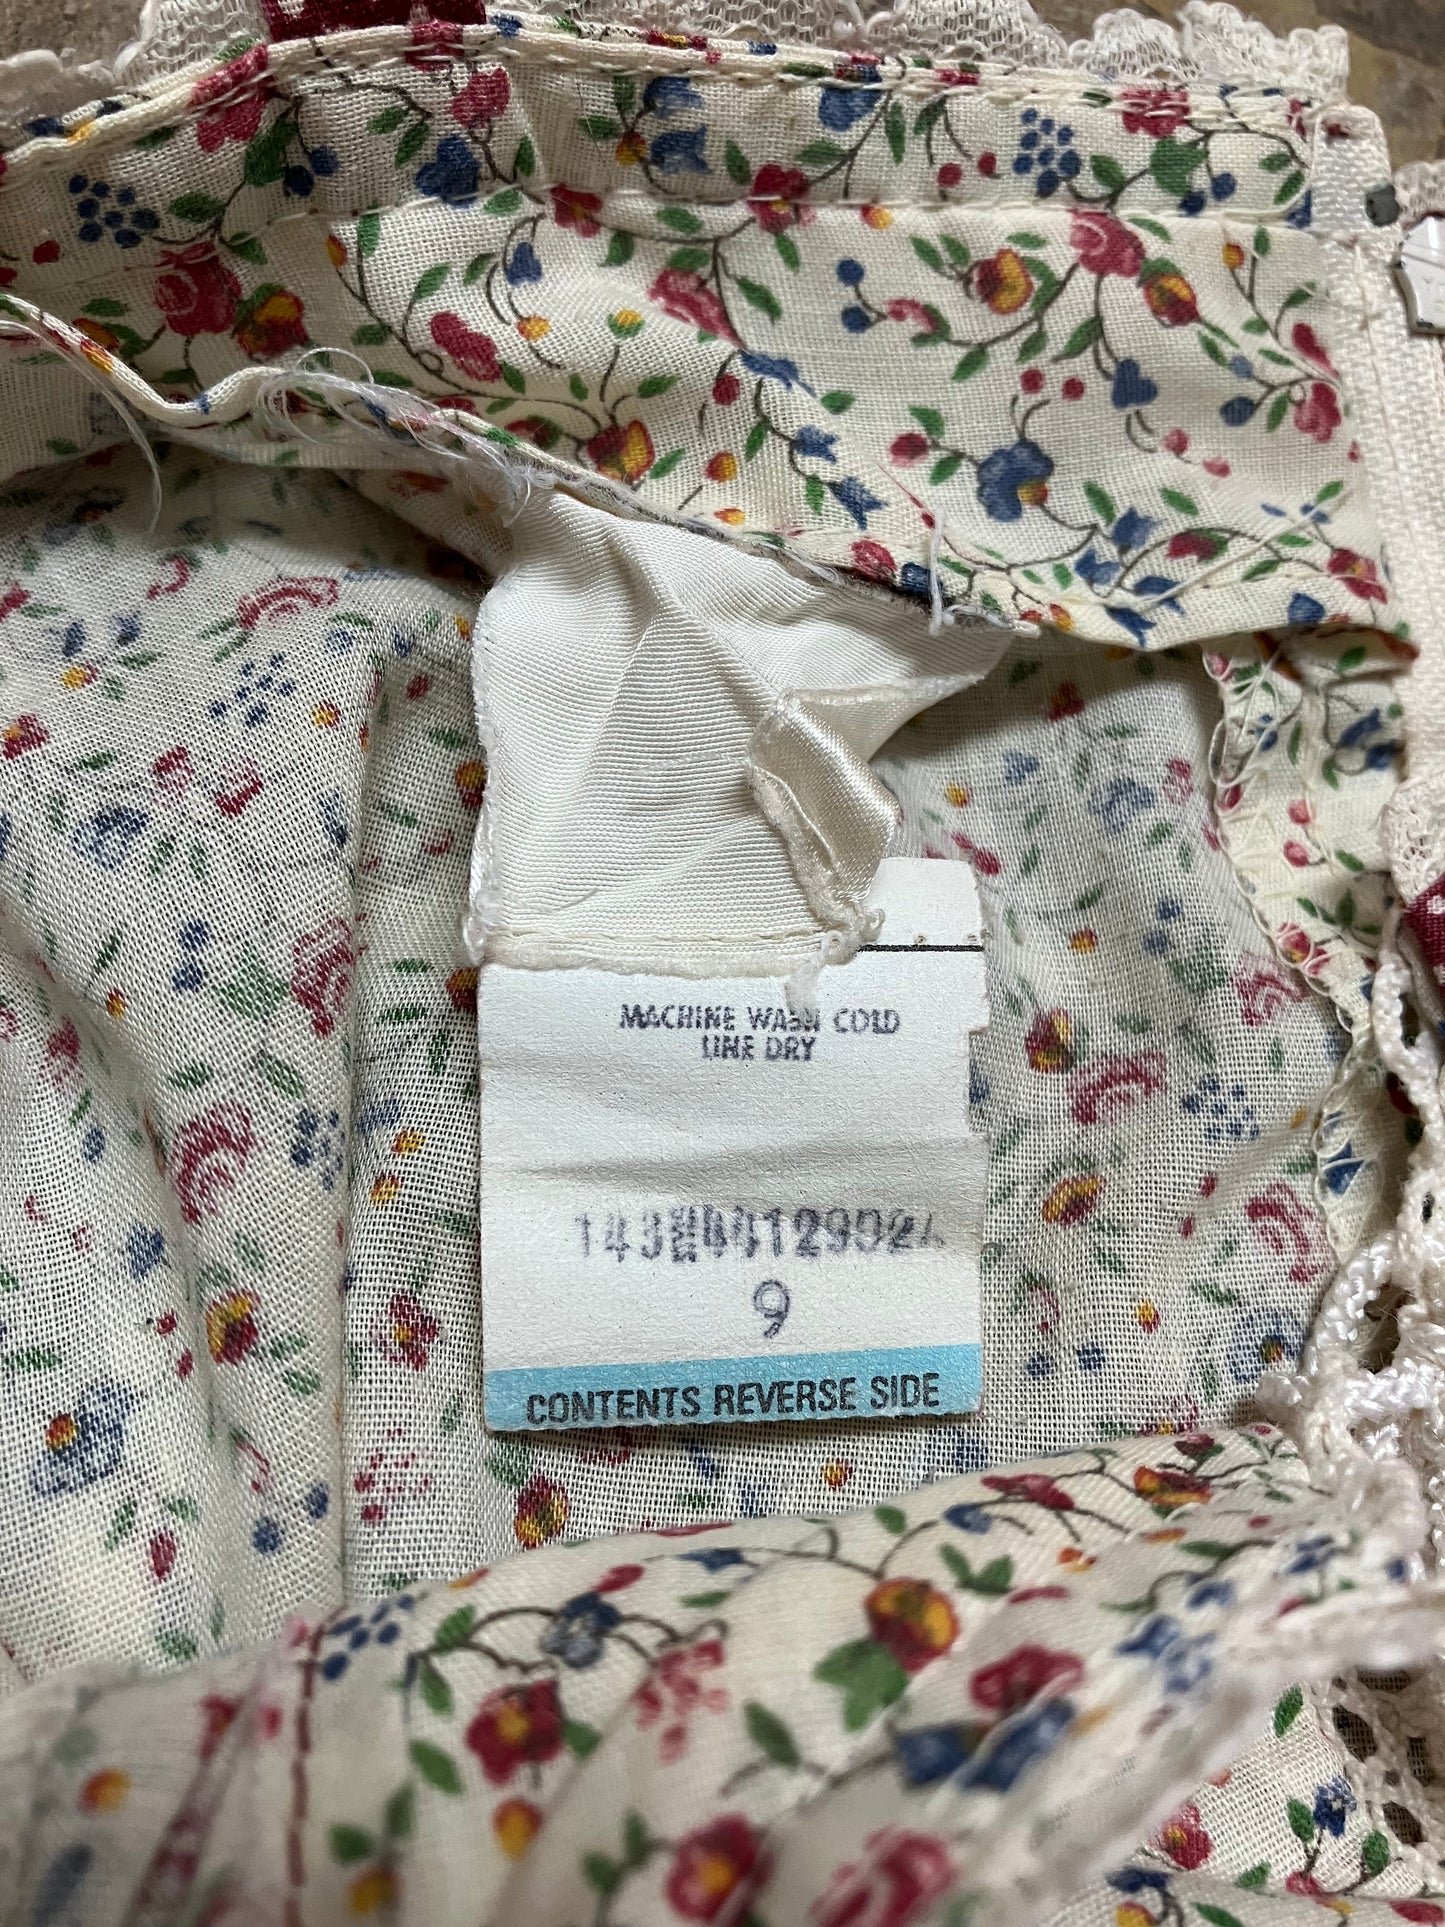 MACHINE WASH COLD
LINE DRY
9
CONTENTS REVERSE SIDE